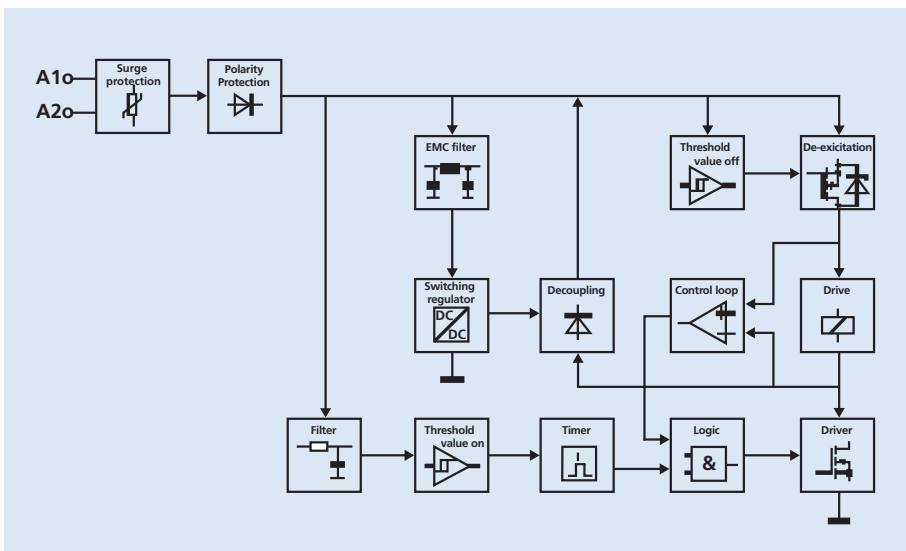 A1o
A2o
Surge
protection
Polarity
Protection
EMC filter
Threshold
value off
De-exicitation
Switching
regulator
DC
DC
Decoupling
Control loop
Drive
Filter
Threshold
value on
Timer
Logic
&
Driver